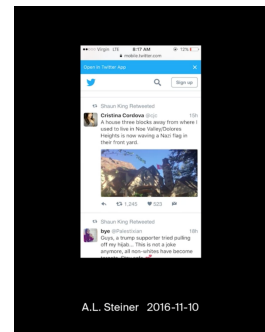 Virgin LTE 8:17 AM 12%
mobile.twitter.com
Open in Twitter App ×
Sign up
Shaun King Retweeted
Cristina Cordova @cjc 15h
A house three blocks away from where I
used to live in Noe Valley/Dolores
Heights is now waving a Nazi flag in
their front yard.
1,245 523
Shaun King Retweeted
bye @Palestinian 18h
Guys, a trump supporter tried pulling
off my hijab... This is not a joke
anymore, all non-whites have become
A.L. Steiner 2016-11-10